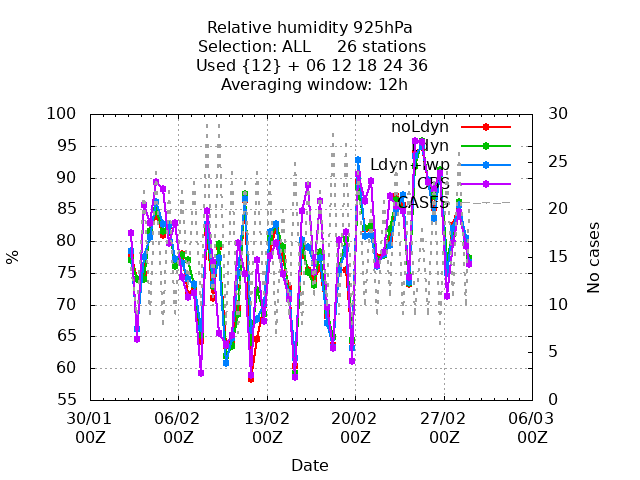 Relative humidity 925hPa
Selection: ALL 26 stations
Used {12} + 06 12 18 24 36
Averaging window: 12h
100
95
90
85
80
75
70
65
60
55
%
30
25
20
15
10
5
0
No cases
noLdyn
Ldyn+lwp
OBS
CASES
30/01 06/02 13/02 20/02 27/02 06/03
00Z 00Z 00Z 00Z 00Z 00Z
Date